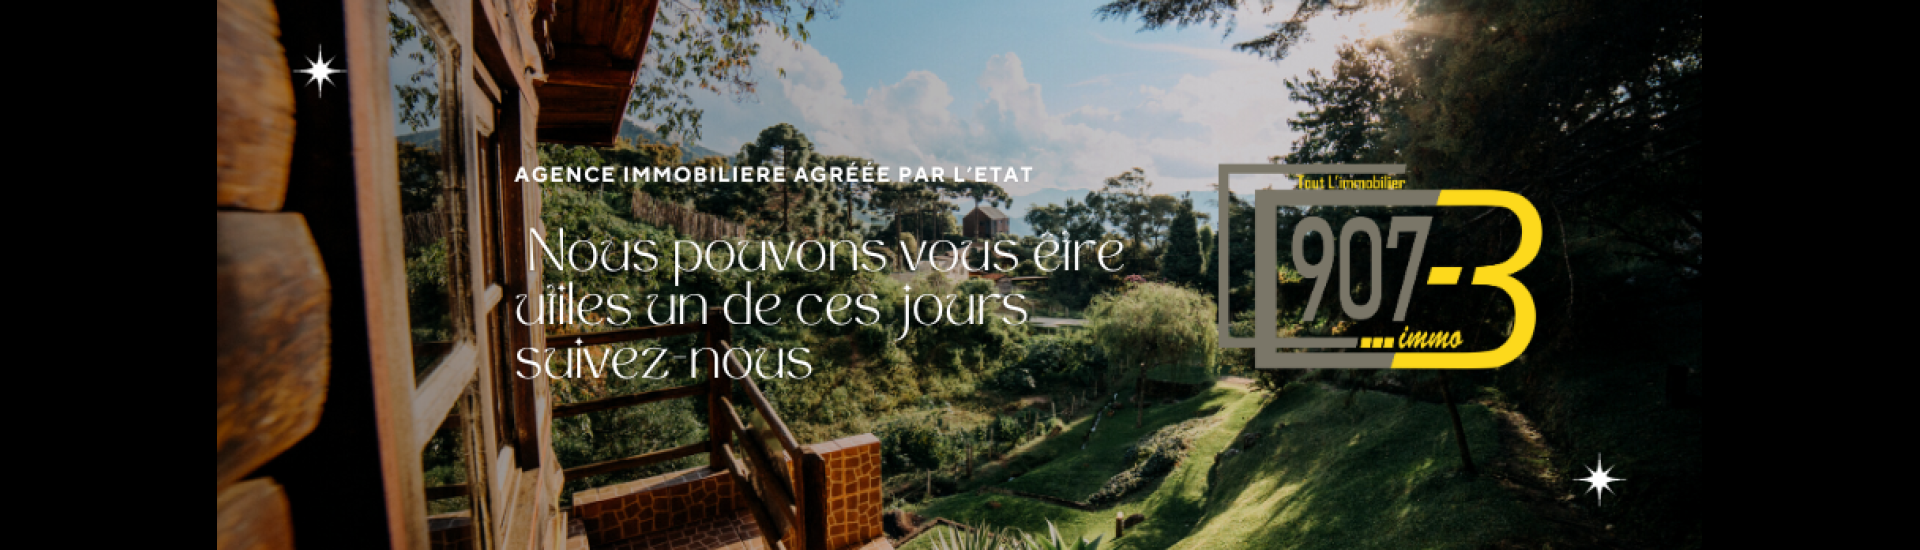 AGENCE IMMOBILIERE AGRÉÉE PAR L'ETAT
Nous pouvons vous être
utiles un de ces jours
suivez-nous
Tout L'immobilier
907-3
...immo